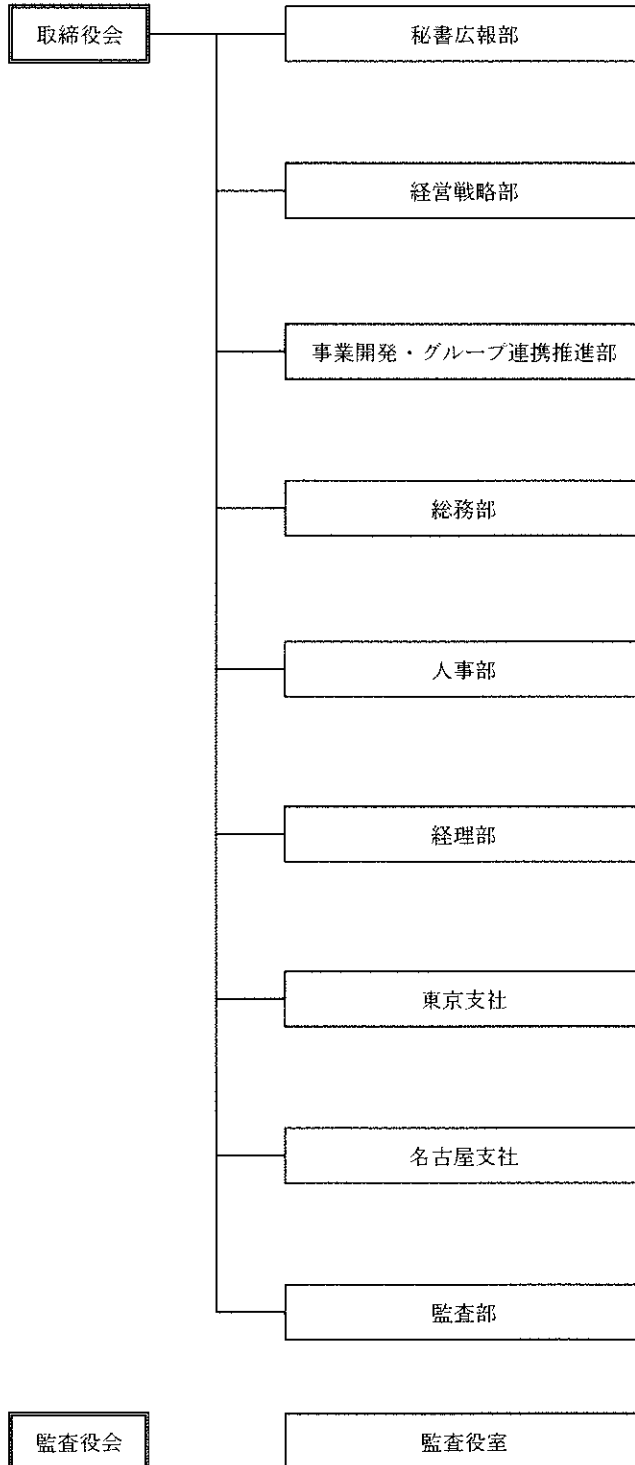 取締役会
秘書広報部
経営戦略部
事業開発・グループ連携推進部
総務部
人事部
経理部
東京支社
名古屋支社
監査部
監査役会
監査役室